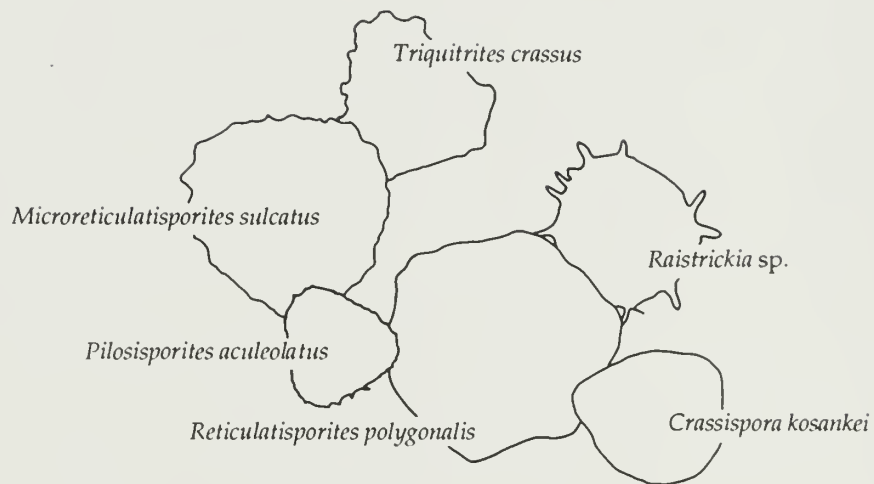 Triquitrites crassus
Microreticulatisporites sulcatus
Raistrickia sp.
Pilosisporites aculeolatus
Reticulatisporites polygonalis
Crassispora kosankei